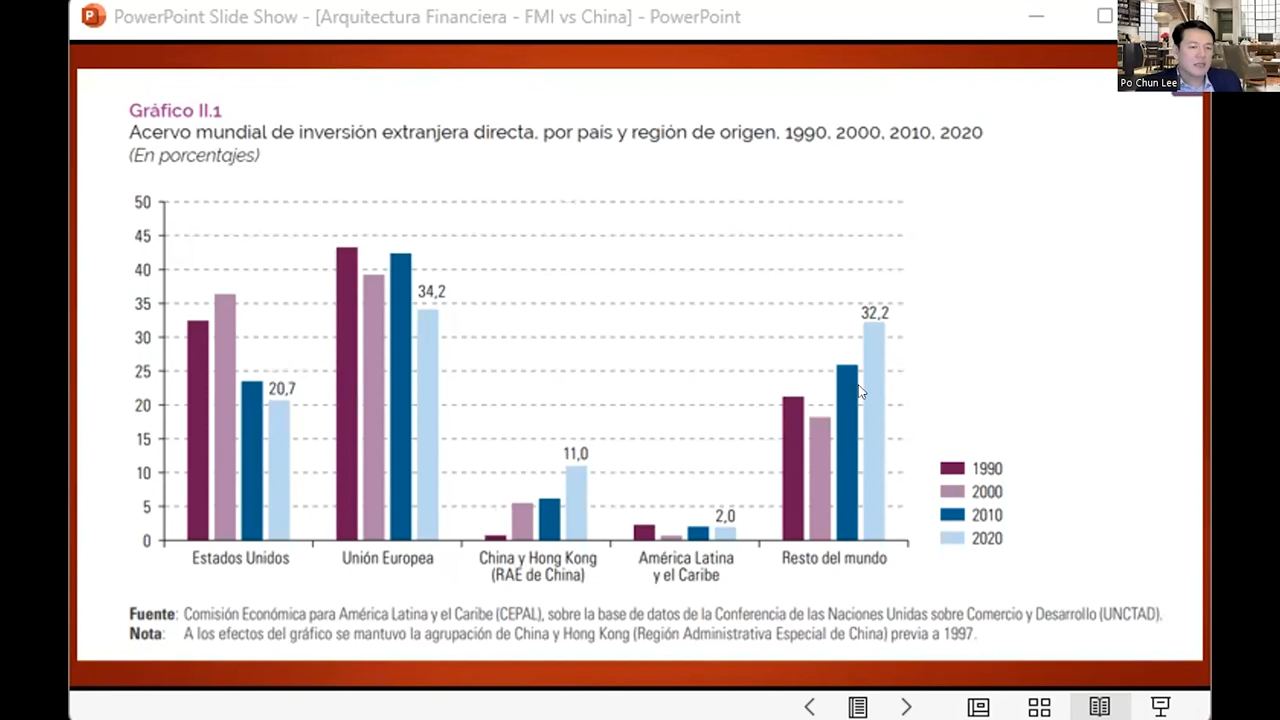 PowerPoint Slide Show - [Arquitectura Financiera - FMI vs China] - PowerPoint
Po Chun Lee
Gráfico II.1
Acervo mundial de inversión extranjera directa, por país y región de origen, 1990, 2000, 2010, 2020
(En porcentajes)
50
45
40
35
30
25
20
15
10
5
0
20,7
34,2
11,0
2,0
32,2
Estados Unidos
Unión Europea
China y Hong Kong
(RAE de China)
América Latina
y el Caribe
Resto del mundo
1990
2000
2010
2020
Fuente: Comisión Económica para América Latina y el Caribe (CEPAL), sobre la base de datos de la Conferencia de las Naciones Unidas sobre Comercio y Desarrollo (UNCTAD).
Nota: A los efectos del gráfico se mantuvo la agrupación de China y Hong Kong (Región Administrativa Especial de China) previa a 1997.